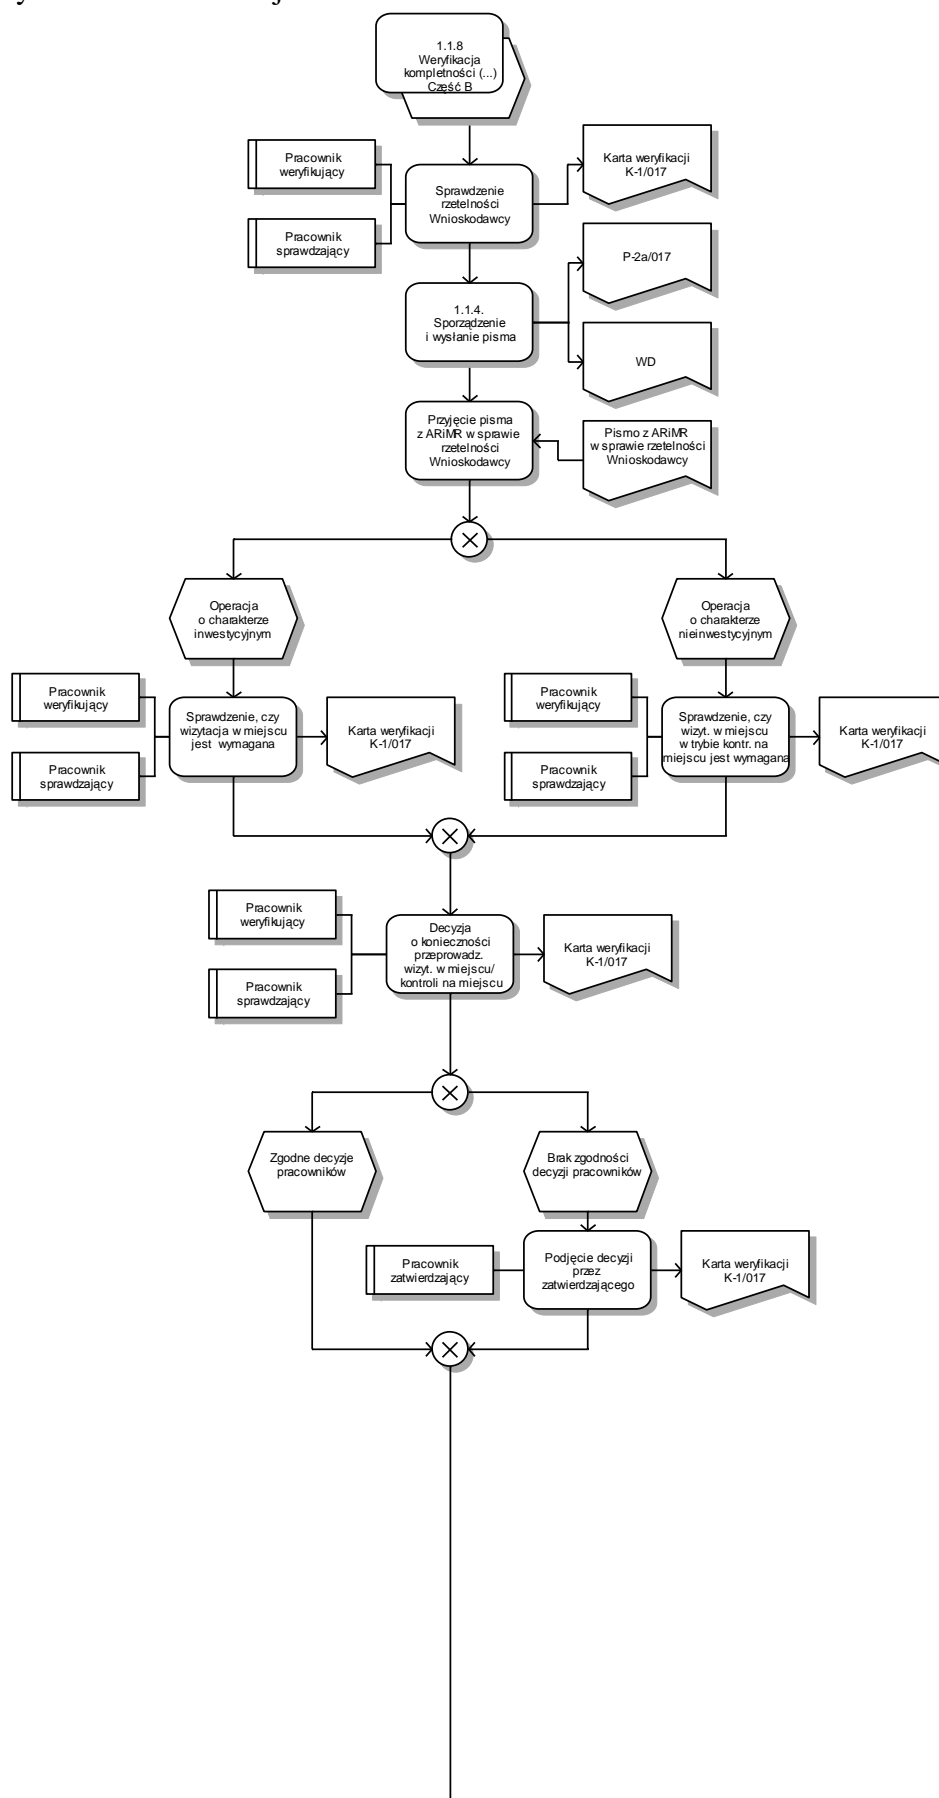 1.1.8
Weryfikacja
kompletności (...)
Część B
Pracownik
weryfikujący
Karta weryfikacji
K-1/017
Sprawdzenie
rzetelności
Wnioskodawcy
Pracownik
sprawdzający
P-2a/017
1.1.4.
Sporządzenie
i wysłanie pisma
WD
Przyjęcie pisma
z ARiMR w sprawie
rzetelności
Wnioskodawcy
Pismo z ARiMR
w sprawie rzetelności
Wnioskodawcy
Operacja
o charakterze
inwestycyjnym
Operacja
o charakterze
nieinwestycyjnym
Pracownik
weryfikujący
Sprawdzenie, czy
wizytacja w miejscu
jest wymagana
Karta weryfikacji
K-1/017
Pracownik
sprawdzający
Pracownik
weryfikujący
Sprawdzenie, czy
wizyt. w miejscu
w trybie kontr. na
miejscu jest wymagana
Karta weryfikacji
K-1/017
Pracownik
sprawdzający
Pracownik
weryfikujący
Decyzja
o konieczności
przeprowadz.
wizyt. w miejscu/
kontroli na miejscu
Karta weryfikacji
K-1/017
Pracownik
sprawdzający
Zgodne decyzje
pracowników
Brak zgodności
decyzji pracowników
Pracownik
zatwierdzający
Podjęcie decyzji
przez
zatwierdzającego
Karta weryfikacji
K-1/017